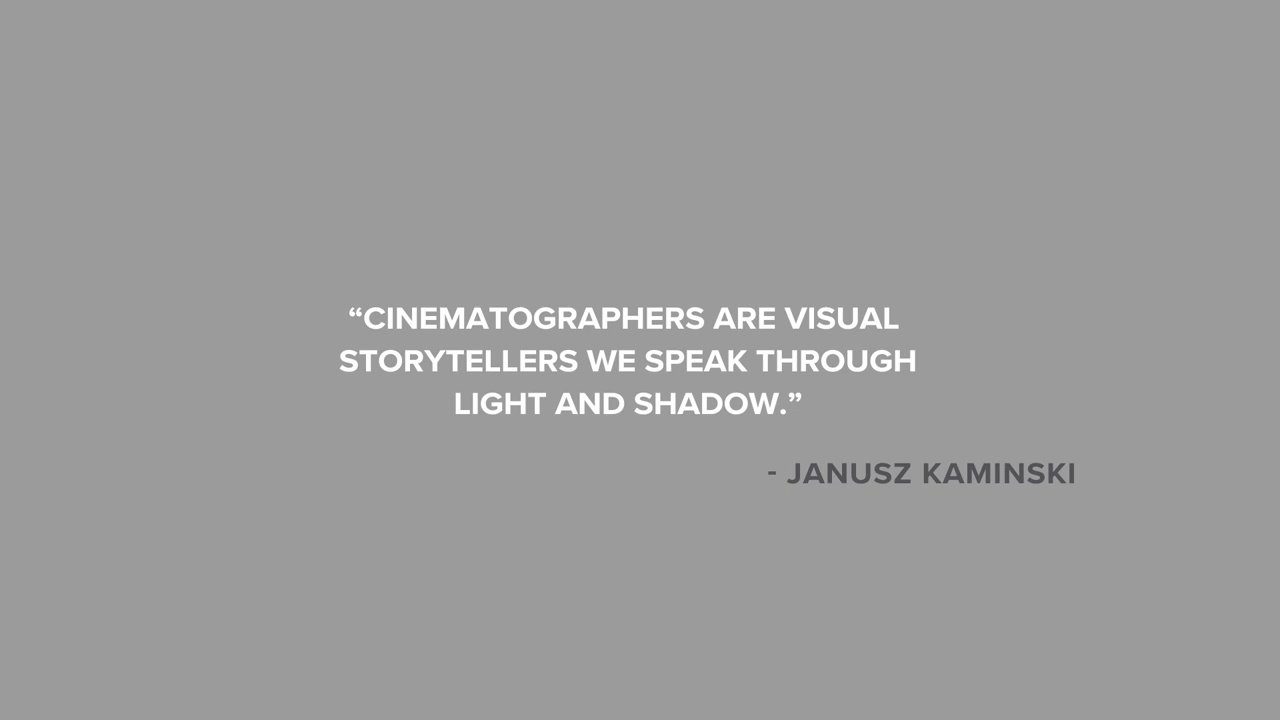 “CINEMATOGRAPHERS ARE VISUAL
STORYTELLERS WE SPEAK THROUGH
LIGHT AND SHADOW.”
- JANUSZ KAMINSKI